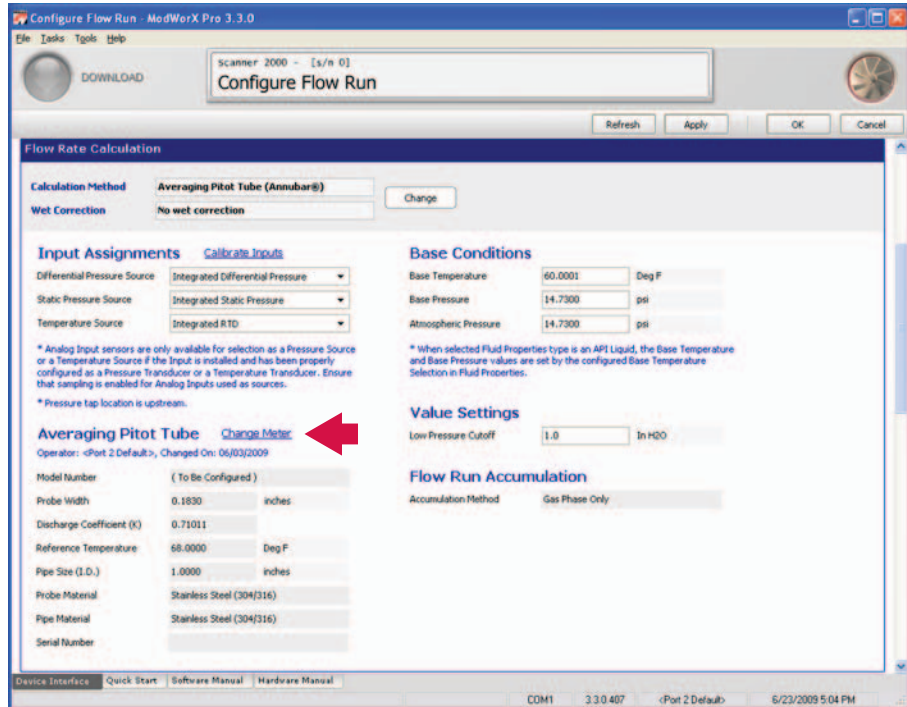 Configure Flow Run - ModWorX Pro 3.3.0
File Tasks Tools Help
DOWNLOAD
Scanner 2000 - [s/n 0]
Configure Flow Run
Refresh Apply OK Cancel
Flow Rate Calculation
Calculation Method Averaging Pitot Tube (Annubar®)
Change
Wet Correction No wet correction
Input Assignments Calibrate Inputs
Differential Pressure Source Integrated Differential Pressure
Static Pressure Source Integrated Static Pressure
Temperature Source Integrated RTD
* Analog Input sensors are only available for selection as a Pressure Source
or a Temperature Source if the Input is installed and has been properly
configured as a Pressure Transducer or a Temperature Transducer. Ensure
that sampling is enabled for Analog Inputs used as sources.
* Pressure tap location is upstream.
Averaging Pitot Tube Change Meter
Operator: <Port 2 Default>, Changed On: 06/03/2009
Model Number ( To Be Configured )
Probe Width 0.1830 inches
Discharge Coefficient (K) 0.71011
Reference Temperature 68.0000 Deg F
Pipe Size (I.D.) 1.0000 inches
Probe Material Stainless Steel (304/316)
Pipe Material Stainless Steel (304/316)
Serial Number
Base Conditions
Base Temperature 60.0001 Deg F
Base Pressure 14.7300 psi
Atmospheric Pressure 14.7300 psi
* When selected Fluid Properties type is an API Liquid, the Base Temperature
and Base Pressure values are set by the configured Base Temperature
Selection in Fluid Properties.
Value Settings
Low Pressure Cutoff 1.0 In H2O
Flow Run Accumulation
Accumulation Method Gas Phase Only
Device Interface Quick Start Software Manual Hardware Manual
COM1 3.3.0.407 <Port 2 Default> 6/23/2009 5:04 PM